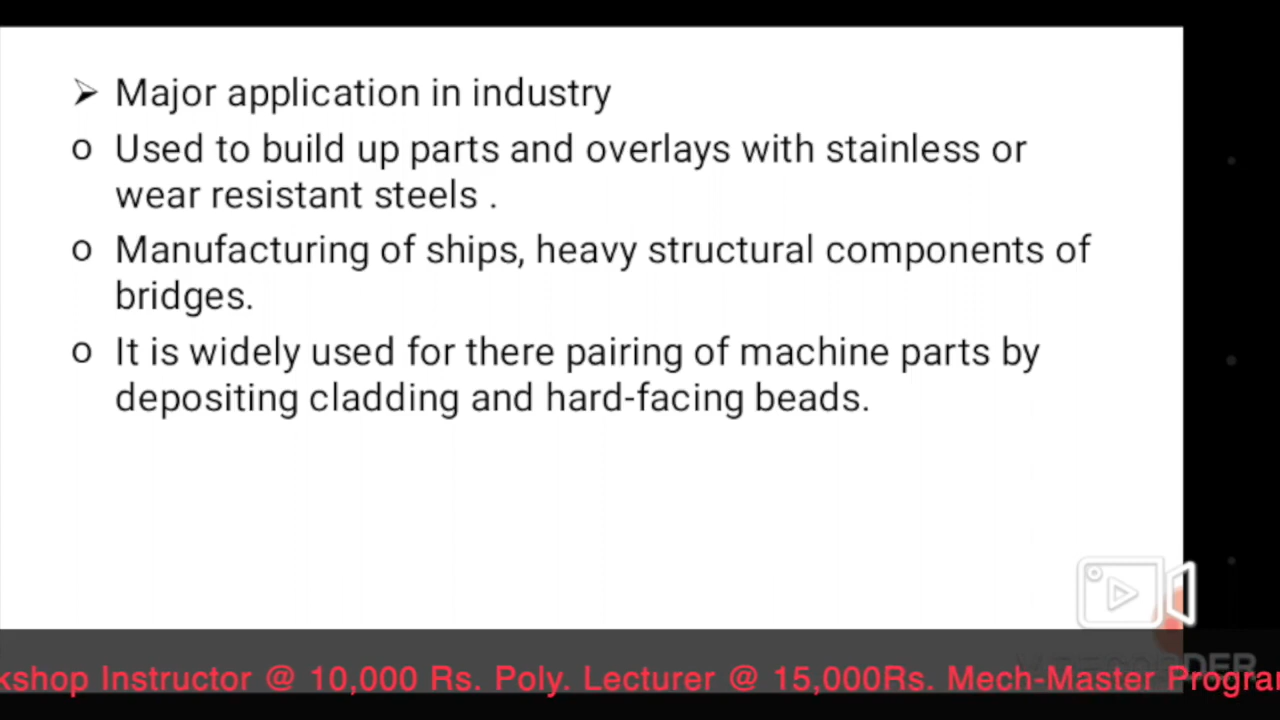 ➢ Major application in industry
o Used to build up parts and overlays with stainless or
wear resistant steels .
o Manufacturing of ships, heavy structural components of
bridges.
o It is widely used for there pairing of machine parts by
depositing cladding and hard-facing beads.
kshop Instructor @ 10,000 Rs. Poly. Lecturer @ 15,000Rs. Mech-Master Progra